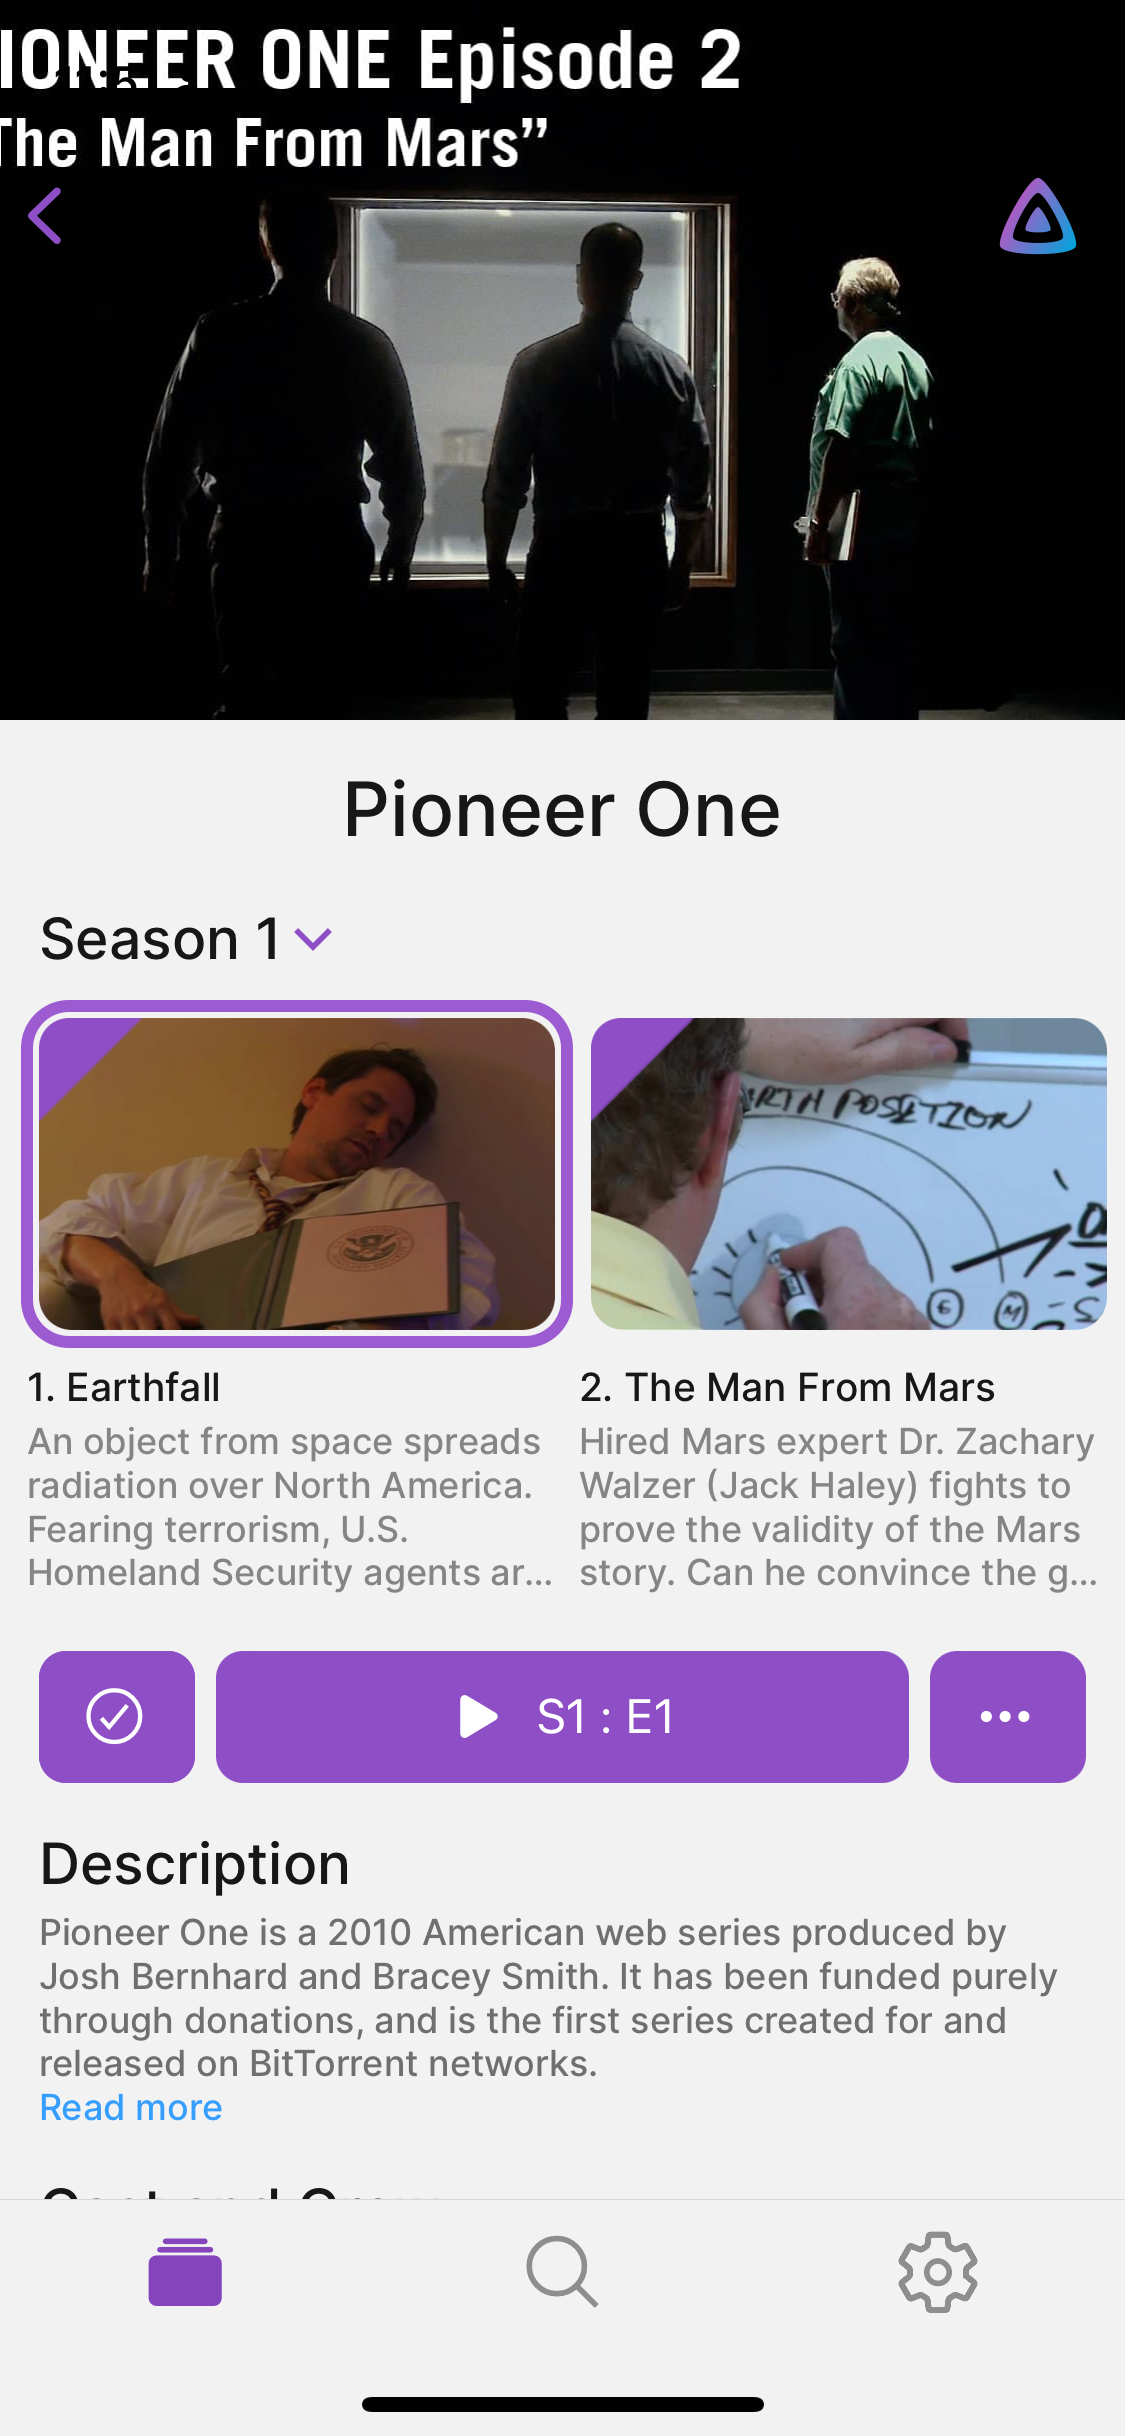 IONEER ONE Episode 2
The Man From Mars”
Pioneer One
Season 1
RTH POSITION
E
M
1. Earthfall
An object from space spreads
radiation over North America.
Fearing terrorism, U.S.
Homeland Security agents ar...
2. The Man From Mars
Hired Mars expert Dr. Zachary
Walzer (Jack Haley) fights to
prove the validity of the Mars
story. Can he convince the g...
S1 : E1
Description
Pioneer One is a 2010 American web series produced by
Josh Bernhard and Bracey Smith. It has been funded purely
through donations, and is the first series created for and
released on BitTorrent networks.
Read more